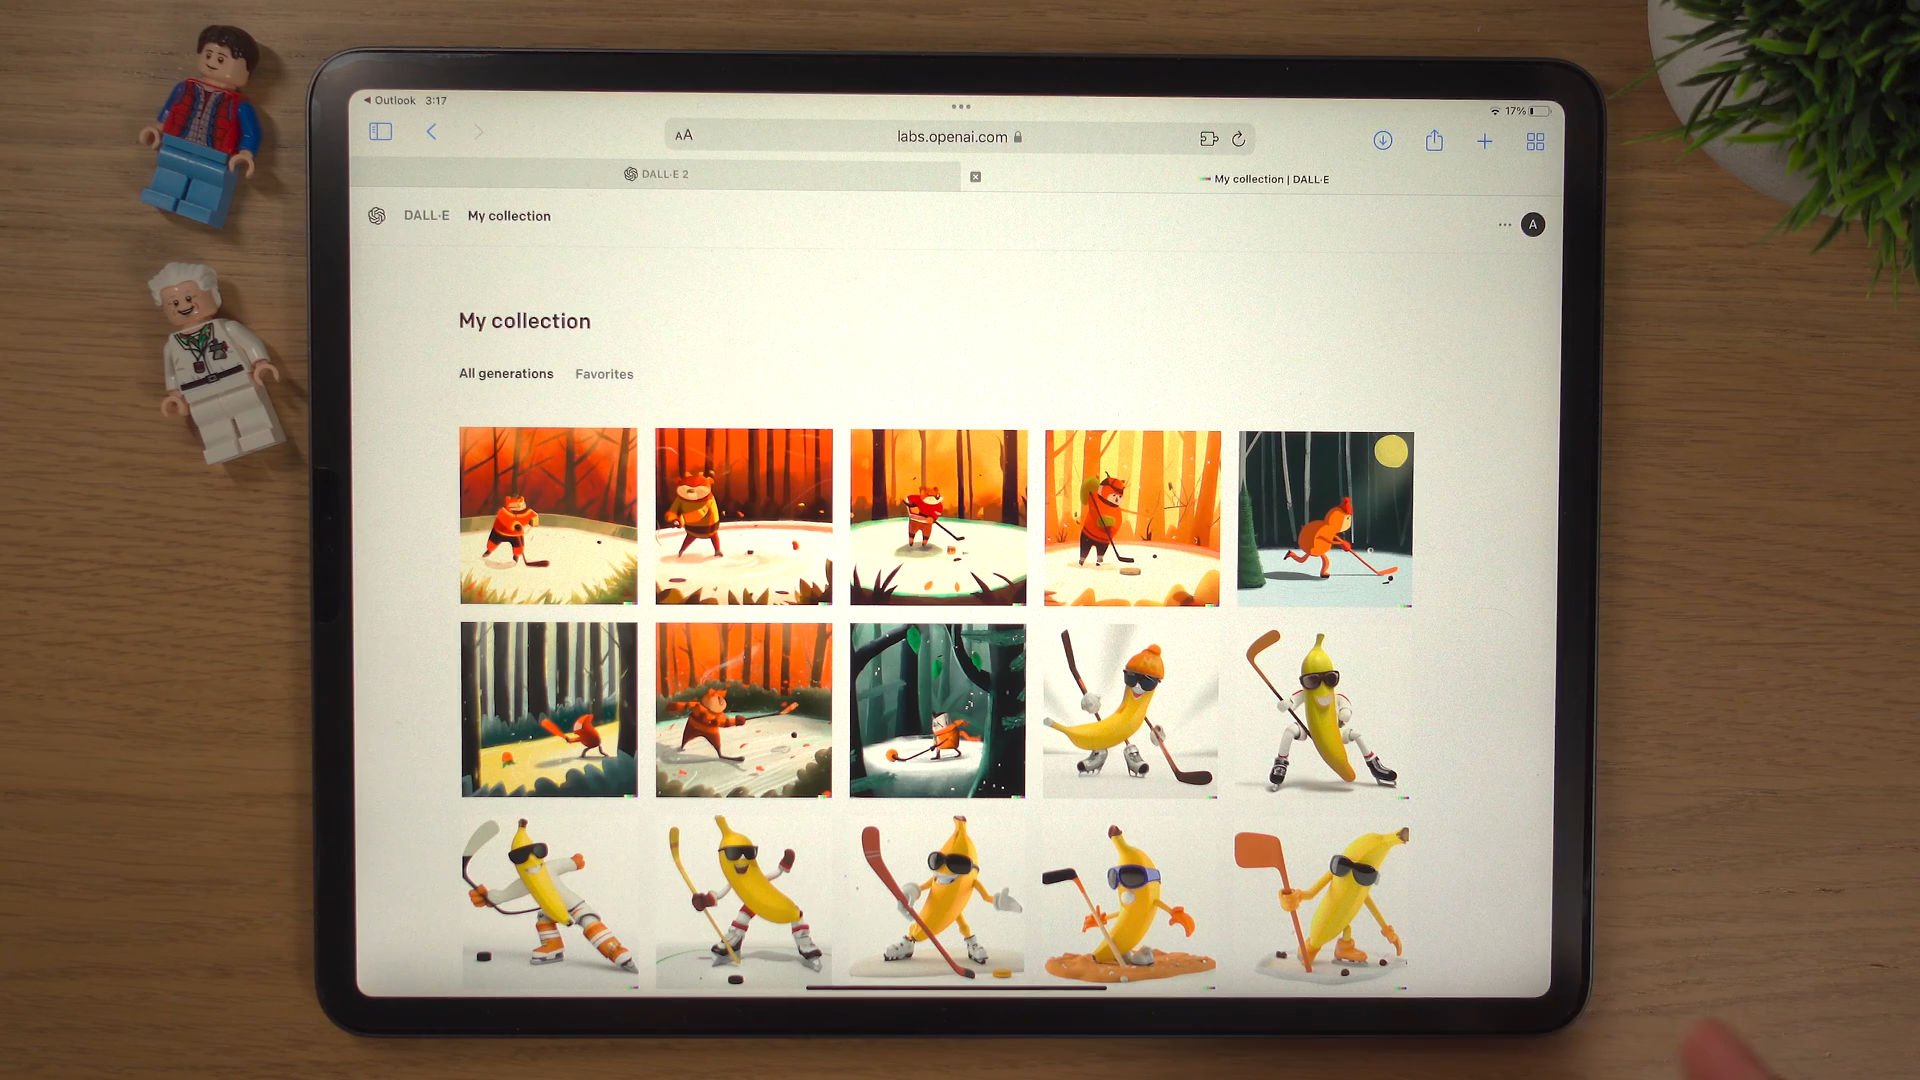 Outlook 3:17
17%
AA
labs.openai.com
DALL·E 2
My collection | DALL·E
DALL·E My collection
A
My collection
All generations Favorites